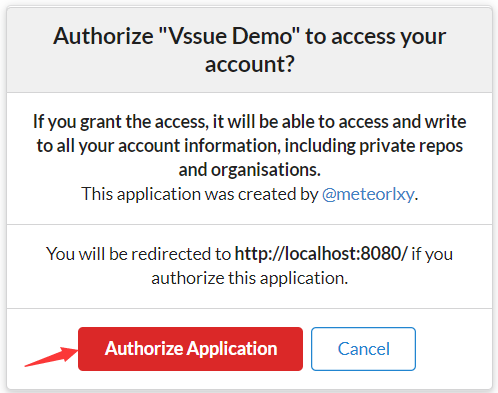 Authorize "Vssue Demo" to access your
account?
If you grant the access, it will be able to access and write
to all your account information, including private repos
and organisations.
This application was created by @meteorlxy.
You will be redirected to http://localhost:8080/ if you
authorize this application.
Authorize Application
Cancel